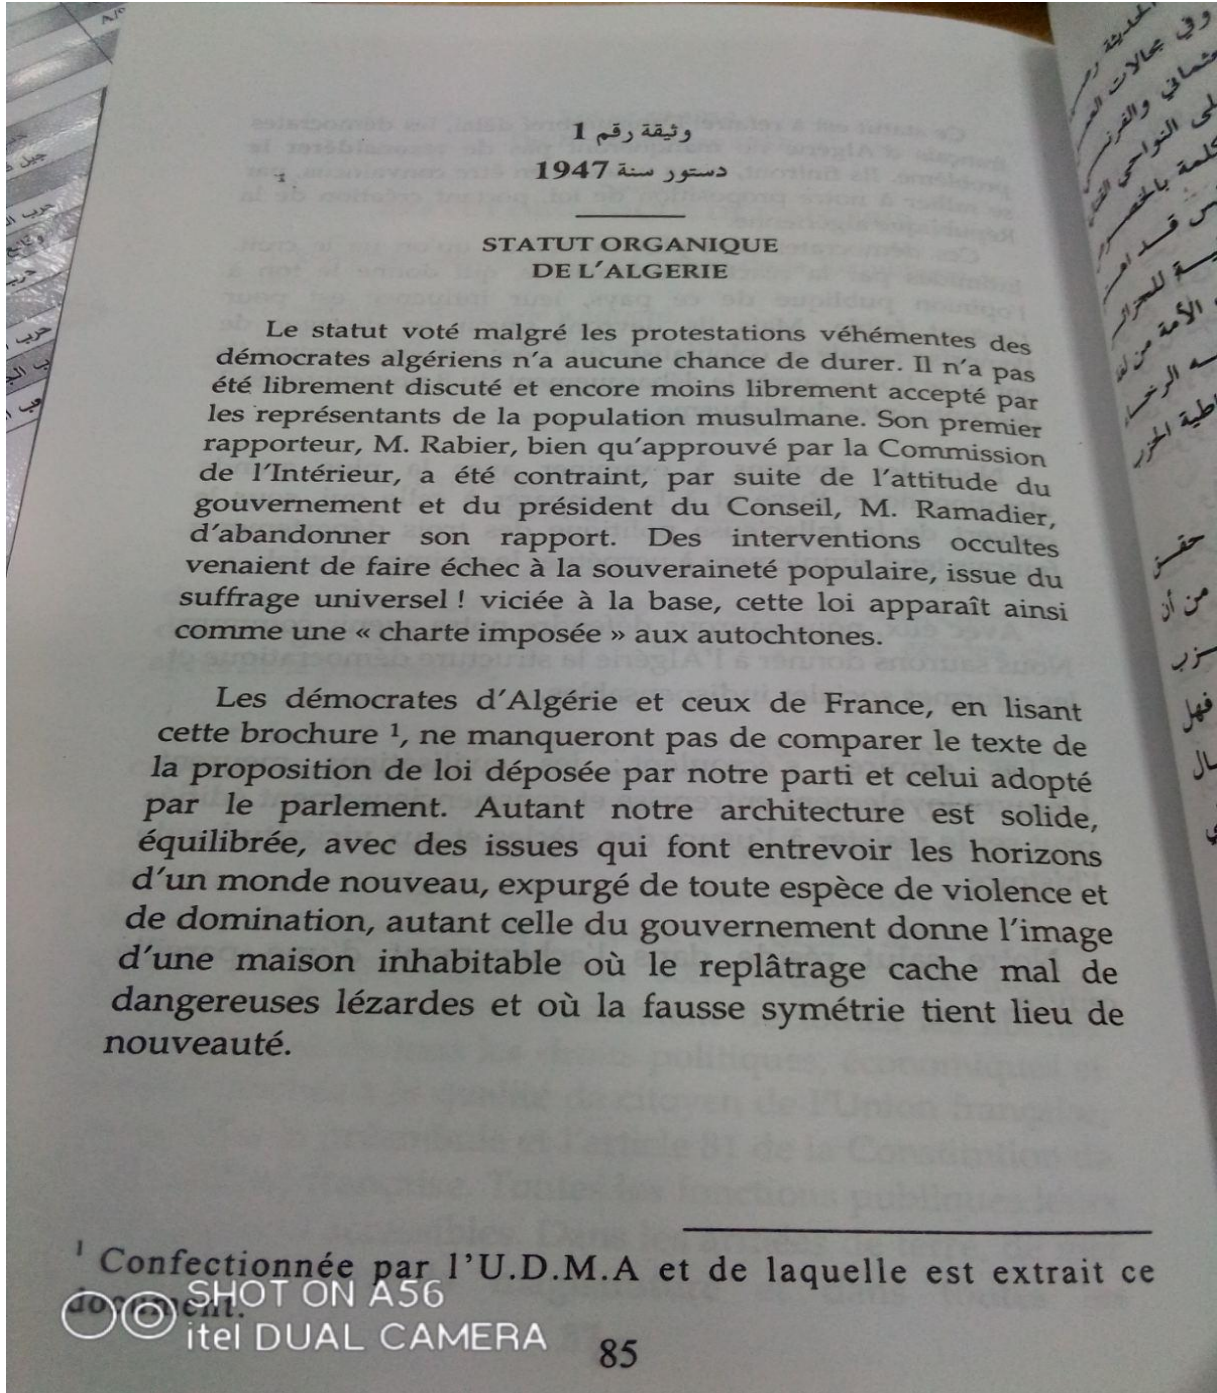 وثيقة رقم 1
دستور سنة 1947
STATUT ORGANIQUE
DE L'ALGERIE
Le statut voté malgré les protestations véhémentes des
démocrates algériens n'a aucune chance de durer. Il n'a pas
été librement discuté et encore moins librement accepté par
les représentants de la population musulmane. Son premier
rapporteur, M. Rabier, bien qu'approuvé par la Commission
de l'Intérieur, a été contraint, par suite de l'attitude du
gouvernement et du président du Conseil, M. Ramadier,
d'abandonner son rapport. Des interventions occultes
venaient de faire échec à la souveraineté populaire, issue du
suffrage universel ! viciée à la base, cette loi apparaît ainsi
comme une « charte imposée » aux autochtones.
Les démocrates d'Algérie et ceux de France, en lisant
cette brochure ¹, ne manqueront pas de comparer le texte de
la proposition de loi déposée par notre parti et celui adopté
par le parlement. Autant notre architecture est solide,
équilibrée, avec des issues qui font entrevoir les horizons
d'un monde nouveau, expurgé de toute espèce de violence et
de domination, autant celle du gouvernement donne l'image
d'une maison inhabitable où le replâtrage cache mal de
dangereuses lézardes et où la fausse symétrie tient lieu de
nouveauté.
¹ Confectionnée par l'U.D.M.A et de laquelle est extrait ce
document.
SHOT ON A56
itel DUAL CAMERA
85